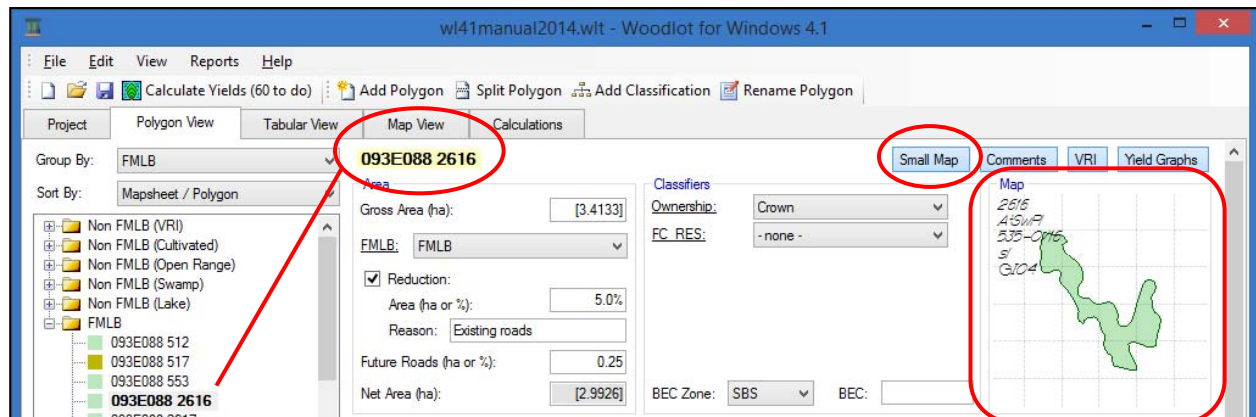 wl41manual2014.wlt - Woodlot for Windows 4.1
File Edit View Reports Help
Calculate Yields (60 to do) Add Polygon Split Polygon Add Classification Rename Polygon
Project Polygon View Tabular View Map View Calculations
Group By: FMLB
093E088 2616
Small Map Comments VRI Yield Graphs
Sort By: Mapsheet / Polygon
Area
Gross Area (ha): [3.4133]
FMLB: FMLB
Reduction:
Area (ha or %): 5.0%
Reason: Existing roads
Future Roads (ha or %): 0.25
Net Area (ha): [2.9926]
Classifiers
Ownership: Crown
FC_RES: - none -
BEC Zone: SBS BEC:
Map
2616
Non FMLB (VRI)
Non FMLB (Cultivated)
Non FMLB (Open Range)
Non FMLB (Swamp)
Non FMLB (Lake)
FMLB
093E088 512
093E088 517
093E088 553
093E088 2616